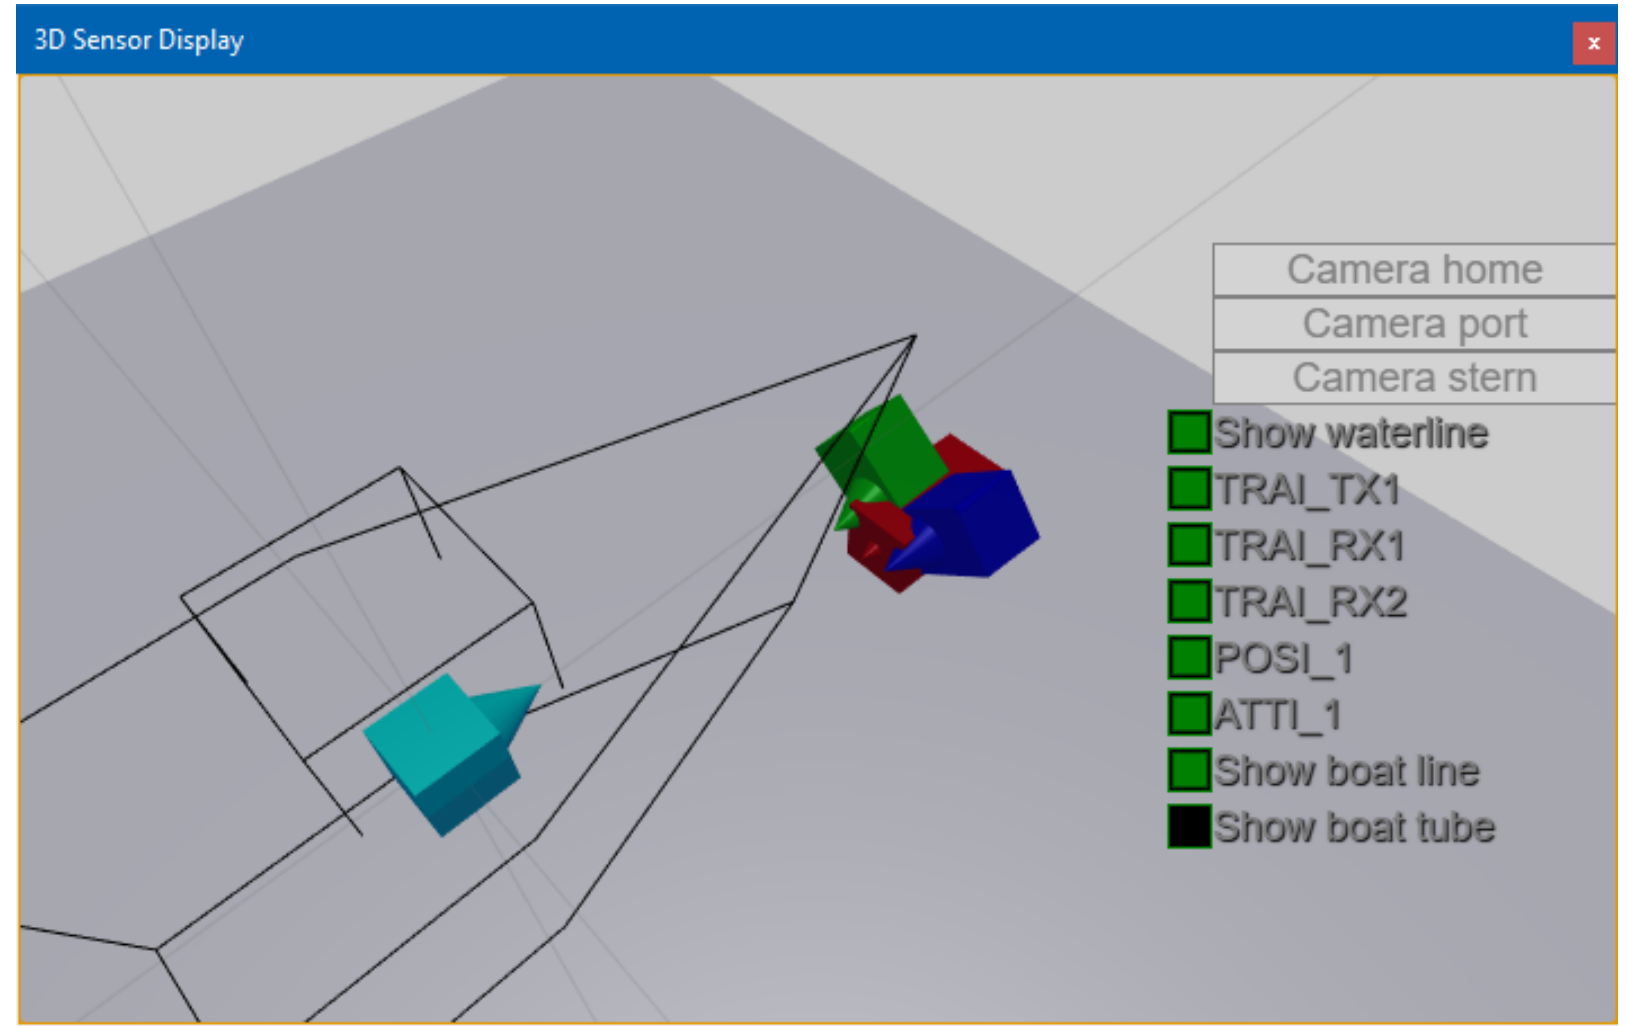 3D Sensor Display
x
Camera home
Camera port
Camera stern
Show waterline
TRAI_TX1
TRAI_RX1
TRAI_RX2
POSI_1
ATTI_1
Show boat line
Show boat tube